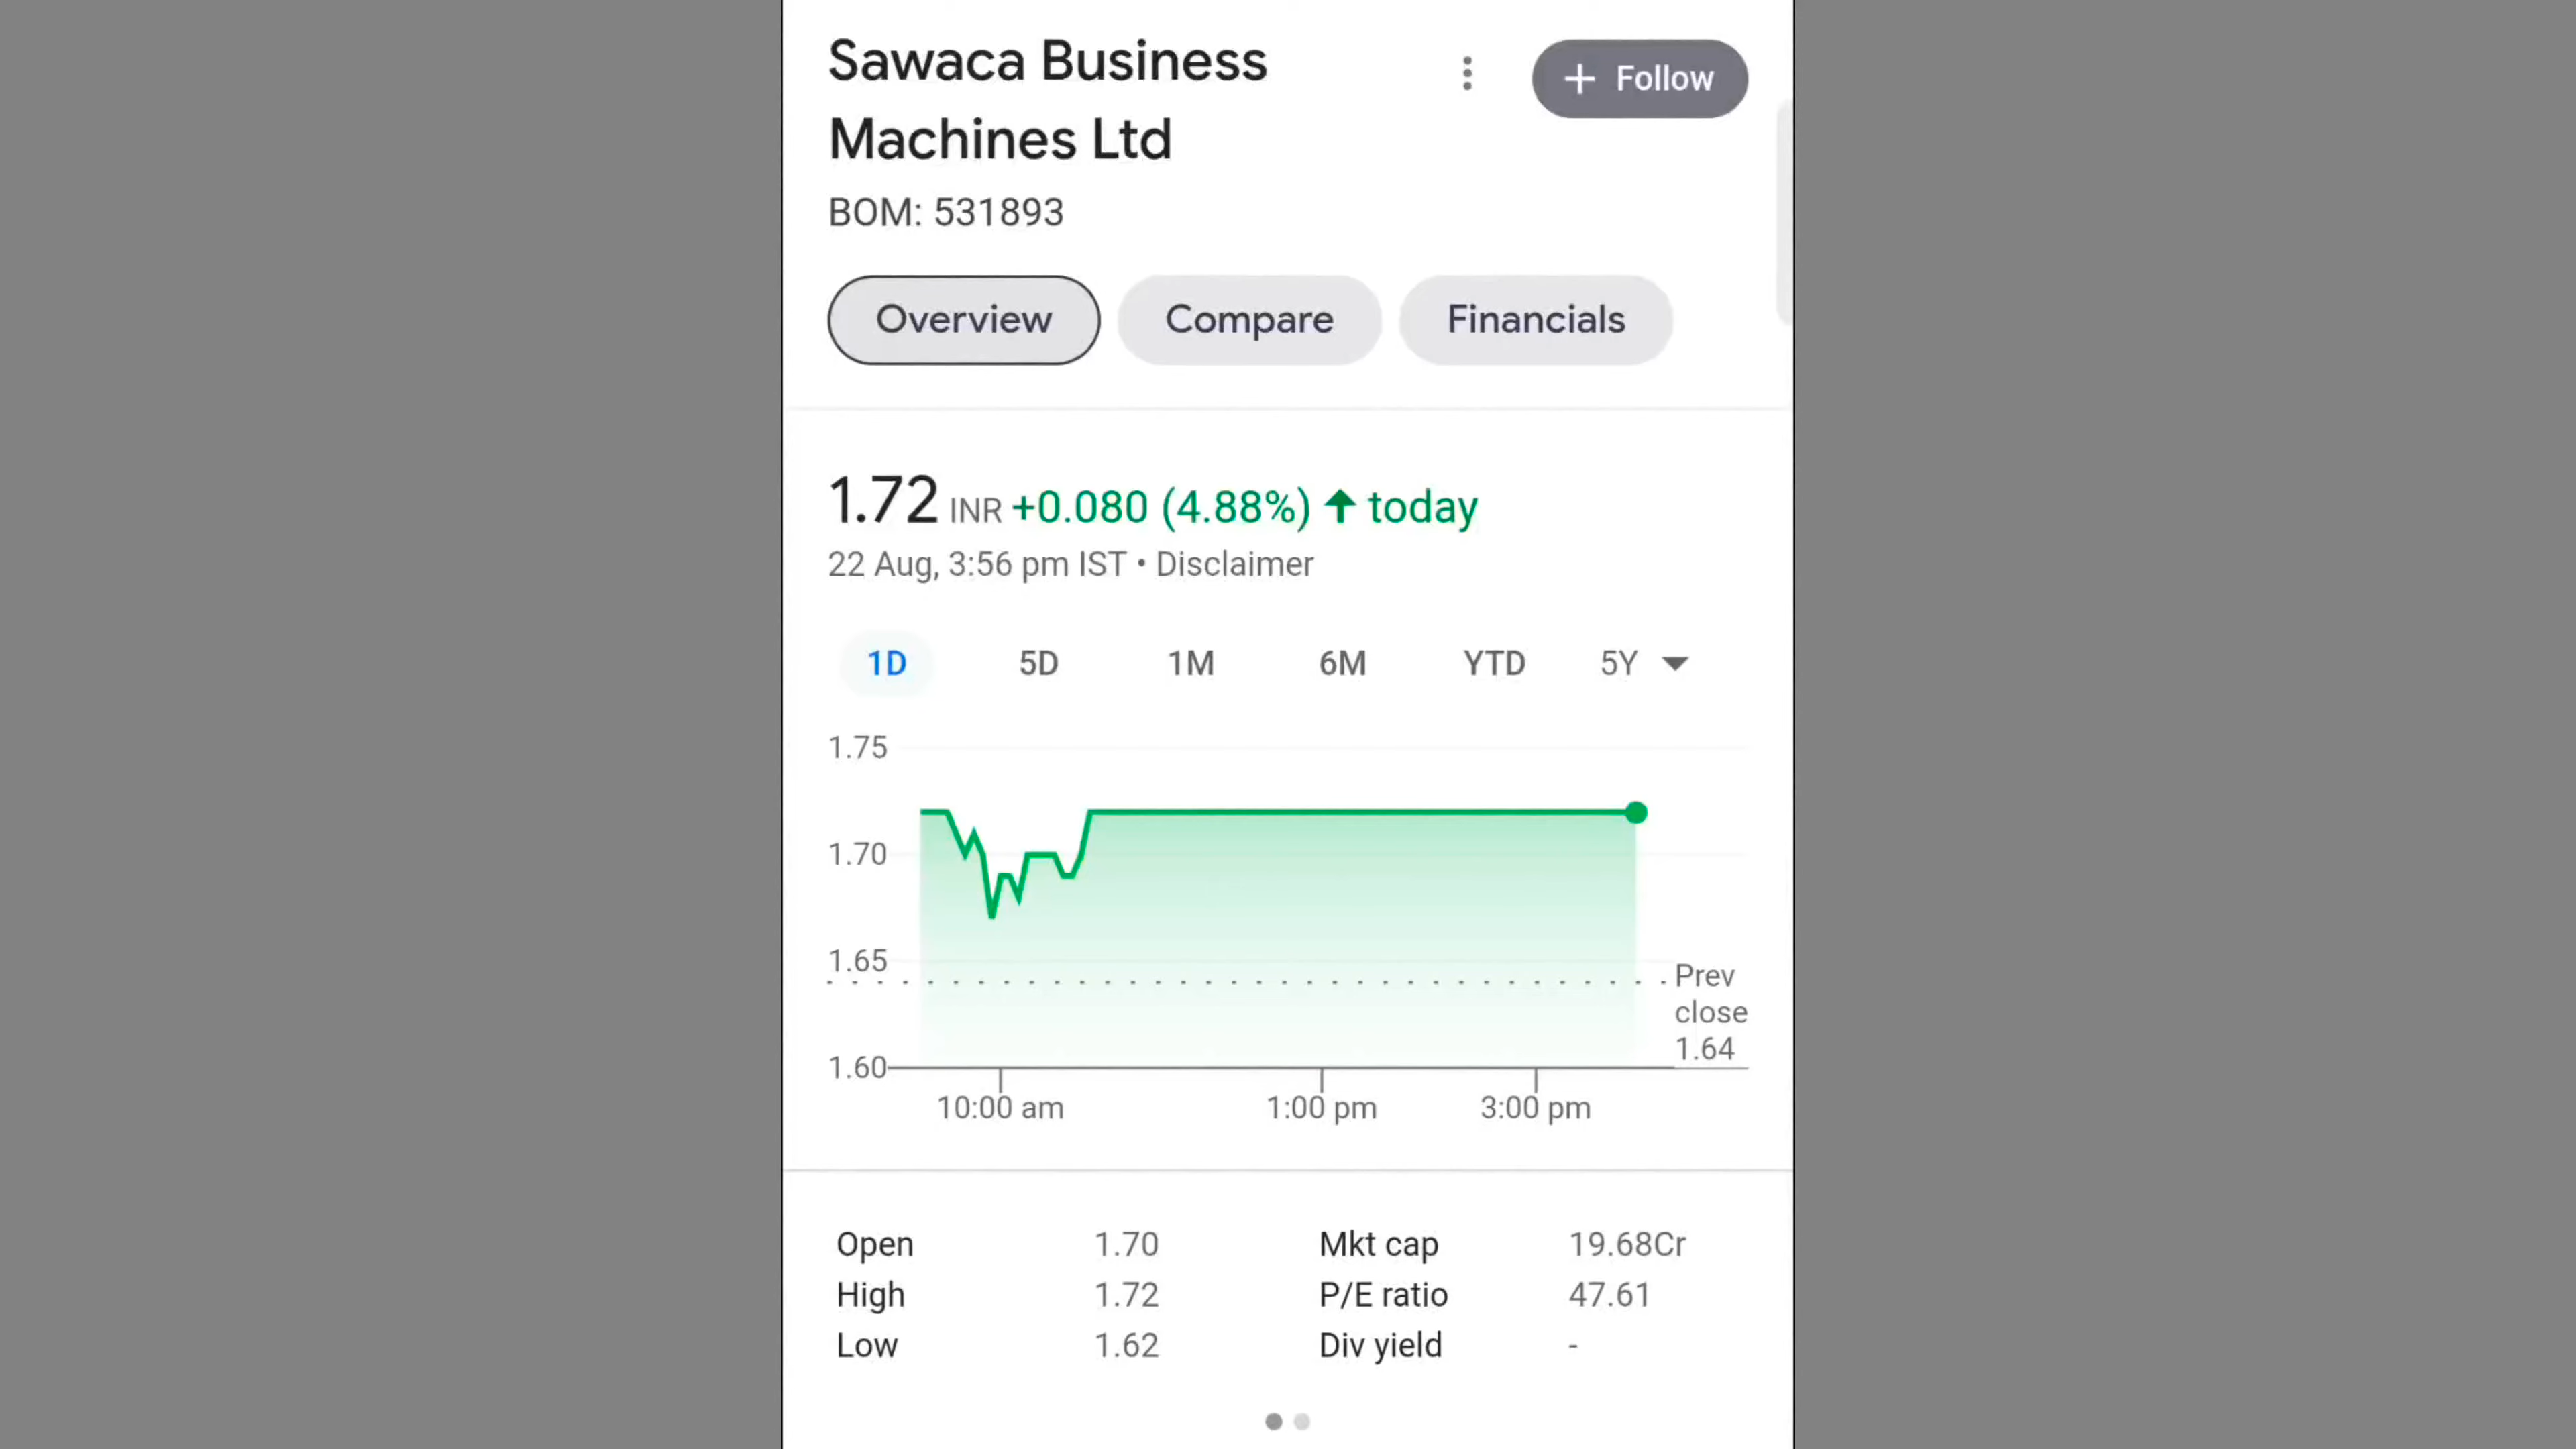 Sawaca Business
Machines Ltd
+ Follow
BOM: 531893
Overview Compare Financials
1.72 INR +0.080 (4.88%) ↑ today
22 Aug, 3:56 pm IST • Disclaimer
1D 5D 1M 6M YTD 5Y
1.75
1.70
1.65
1.60
Prev
close
1.64
10:00 am 1:00 pm 3:00 pm
Open 1.70 Mkt cap 19.68Cr
High 1.72 P/E ratio 47.61
Low 1.62 Div yield -